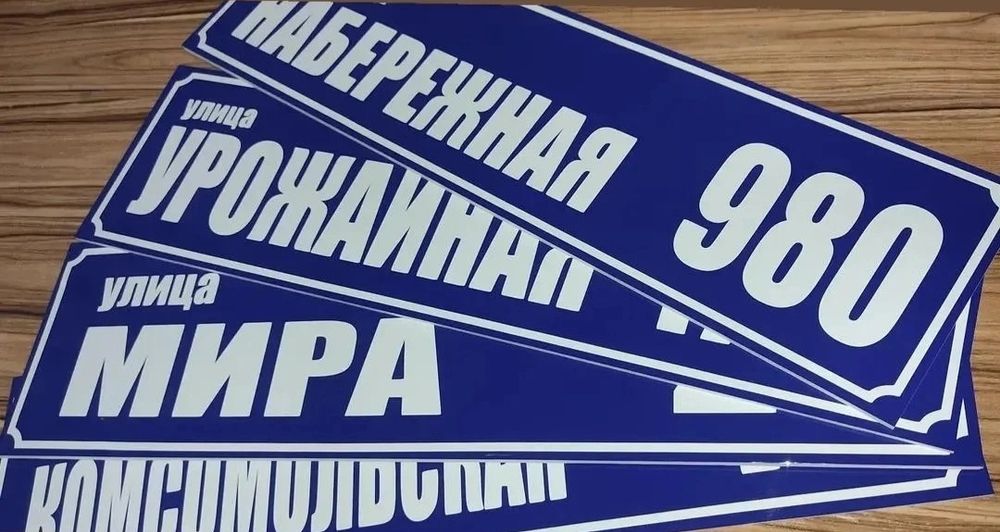 НАБЕРЕЖНАЯ 980
улица
УРОЖАЙНАЯ
улица
МИРА
КОМСОМОЛЬСКАЯ